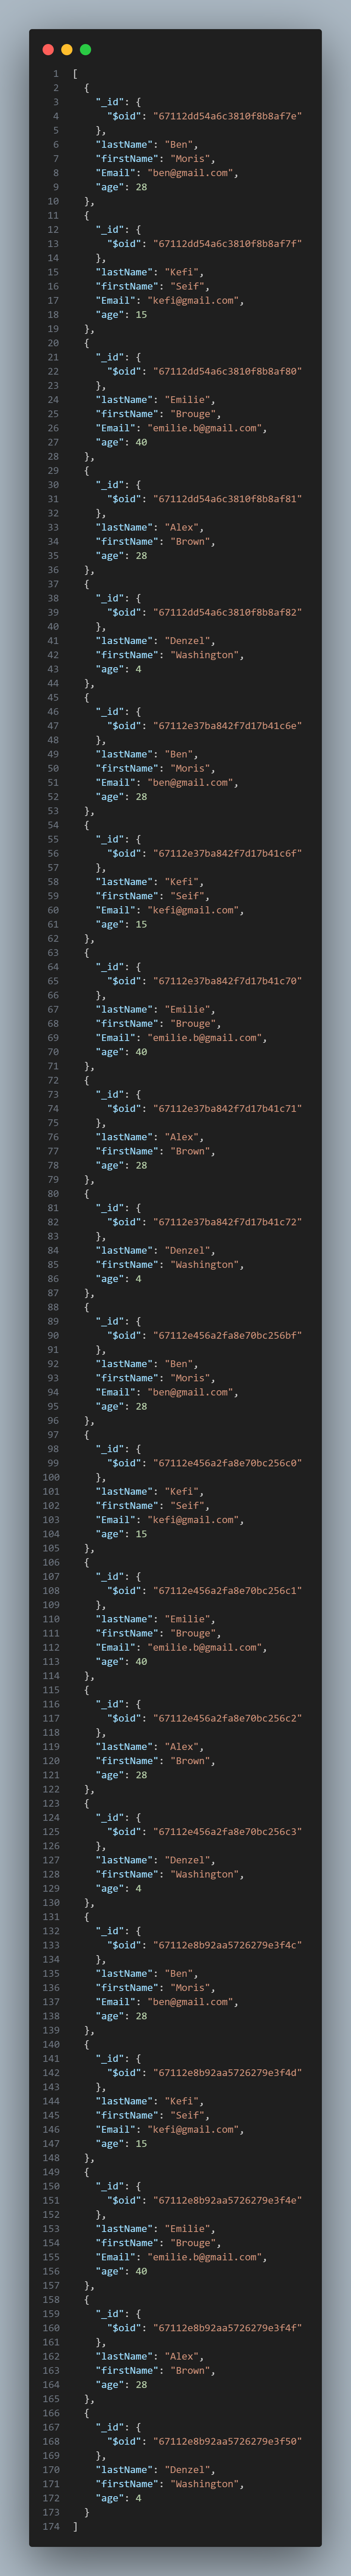 1 [
2   {
3     "_id": {
4       "$oid": "67112dd54a6c3810f8b8af7e"
5     },
6     "lastName": "Ben",
7     "firstName": "Moris",
8     "Email": "ben@gmail.com",
9     "age": 28
10   },
11   {
12     "_id": {
13       "$oid": "67112dd54a6c3810f8b8af7f"
14     },
15     "lastName": "Kefi",
16     "firstName": "Seif",
17     "Email": "kefi@gmail.com",
18     "age": 15
19   },
20   {
21     "_id": {
22       "$oid": "67112dd54a6c3810f8b8af80"
23     },
24     "lastName": "Emilie",
25     "firstName": "Brouge",
26     "Email": "emilie.b@gmail.com",
27     "age": 40
28   },
29   {
30     "_id": {
31       "$oid": "67112dd54a6c3810f8b8af81"
32     },
33     "lastName": "Alex",
34     "firstName": "Brown",
35     "age": 28
36   },
37   {
38     "_id": {
39       "$oid": "67112dd54a6c3810f8b8af82"
40     },
41     "lastName": "Denzel",
42     "firstName": "Washington",
43     "age": 4
44   },
45   {
46     "_id": {
47       "$oid": "67112e37ba842f7d17b41c6e"
48     },
49     "lastName": "Ben",
50     "firstName": "Moris",
51     "Email": "ben@gmail.com",
52     "age": 28
53   },
54   {
55     "_id": {
56       "$oid": "67112e37ba842f7d17b41c6f"
57     },
58     "lastName": "Kefi",
59     "firstName": "Seif",
60     "Email": "kefi@gmail.com",
61     "age": 15
62   },
63   {
64     "_id": {
65       "$oid": "67112e37ba842f7d17b41c70"
66     },
67     "lastName": "Emilie",
68     "firstName": "Brouge",
69     "Email": "emilie.b@gmail.com",
70     "age": 40
71   },
72   {
73     "_id": {
74       "$oid": "67112e37ba842f7d17b41c71"
75     },
76     "lastName": "Alex",
77     "firstName": "Brown",
78     "age": 28
79   },
80   {
81     "_id": {
82       "$oid": "67112e37ba842f7d17b41c72"
83     },
84     "lastName": "Denzel",
85     "firstName": "Washington",
86     "age": 4
87   },
88   {
89     "_id": {
90       "$oid": "67112e456a2fa8e70bc256bf"
91     },
92     "lastName": "Ben",
93     "firstName": "Moris",
94     "Email": "ben@gmail.com",
95     "age": 28
96   },
97   {
98     "_id": {
99       "$oid": "67112e456a2fa8e70bc256c0"
100     },
101     "lastName": "Kefi",
102     "firstName": "Seif",
103     "Email": "kefi@gmail.com",
104     "age": 15
105   },
106   {
107     "_id": {
108       "$oid": "67112e456a2fa8e70bc256c1"
109     },
110     "lastName": "Emilie",
111     "firstName": "Brouge",
112     "Email": "emilie.b@gmail.com",
113     "age": 40
114   },
115   {
116     "_id": {
117       "$oid": "67112e456a2fa8e70bc256c2"
118     },
119     "lastName": "Alex",
120     "firstName": "Brown",
121     "age": 28
122   },
123   {
124     "_id": {
125       "$oid": "67112e456a2fa8e70bc256c3"
126     },
127     "lastName": "Denzel",
128     "firstName": "Washington",
129     "age": 4
130   },
131   {
132     "_id": {
133       "$oid": "67112e8b92aa5726279e3f4c"
134     },
135     "lastName": "Ben",
136     "firstName": "Moris",
137     "Email": "ben@gmail.com",
138     "age": 28
139   },
140   {
141     "_id": {
142       "$oid": "67112e8b92aa5726279e3f4d"
143     },
144     "lastName": "Kefi",
145     "firstName": "Seif",
146     "Email": "kefi@gmail.com",
147     "age": 15
148   },
149   {
150     "_id": {
151       "$oid": "67112e8b92aa5726279e3f4e"
152     },
153     "lastName": "Emilie",
154     "firstName": "Brouge",
155     "Email": "emilie.b@gmail.com",
156     "age": 40
157   },
158   {
159     "_id": {
160       "$oid": "67112e8b92aa5726279e3f4f"
161     },
162     "lastName": "Alex",
163     "firstName": "Brown",
164     "age": 28
165   },
166   {
167     "_id": {
168       "$oid": "67112e8b92aa5726279e3f50"
169     },
170     "lastName": "Denzel",
171     "firstName": "Washington",
172     "age": 4
173   }
174 ]